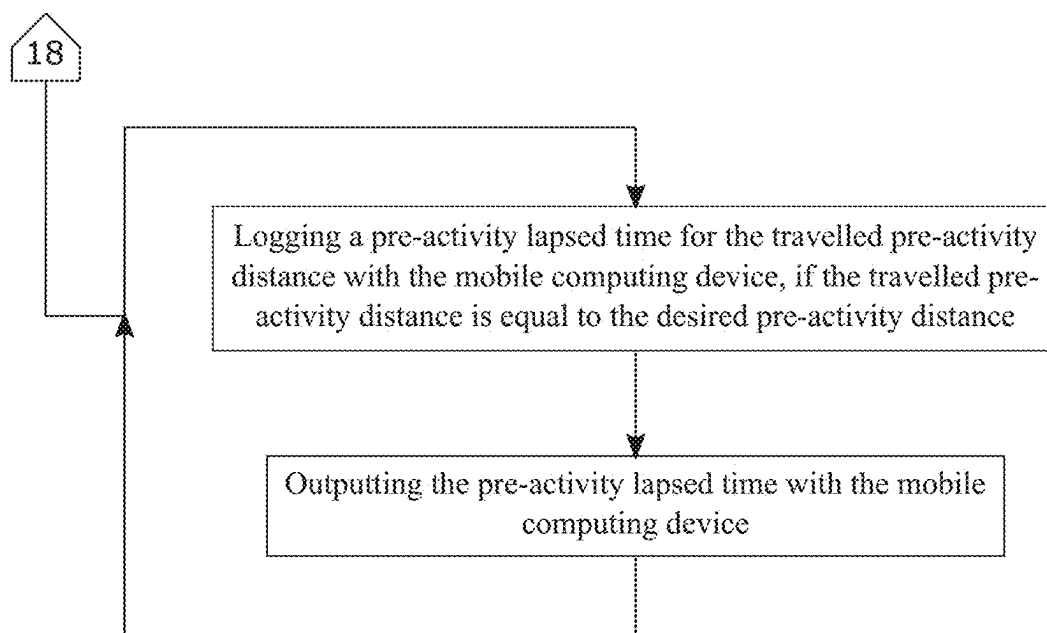 18
Logging a pre-activity lapsed time for the travelled pre-activity
distance with the mobile computing device, if the travelled pre-
activity distance is equal to the desired pre-activity distance
Outputting the pre-activity lapsed time with the mobile
computing device